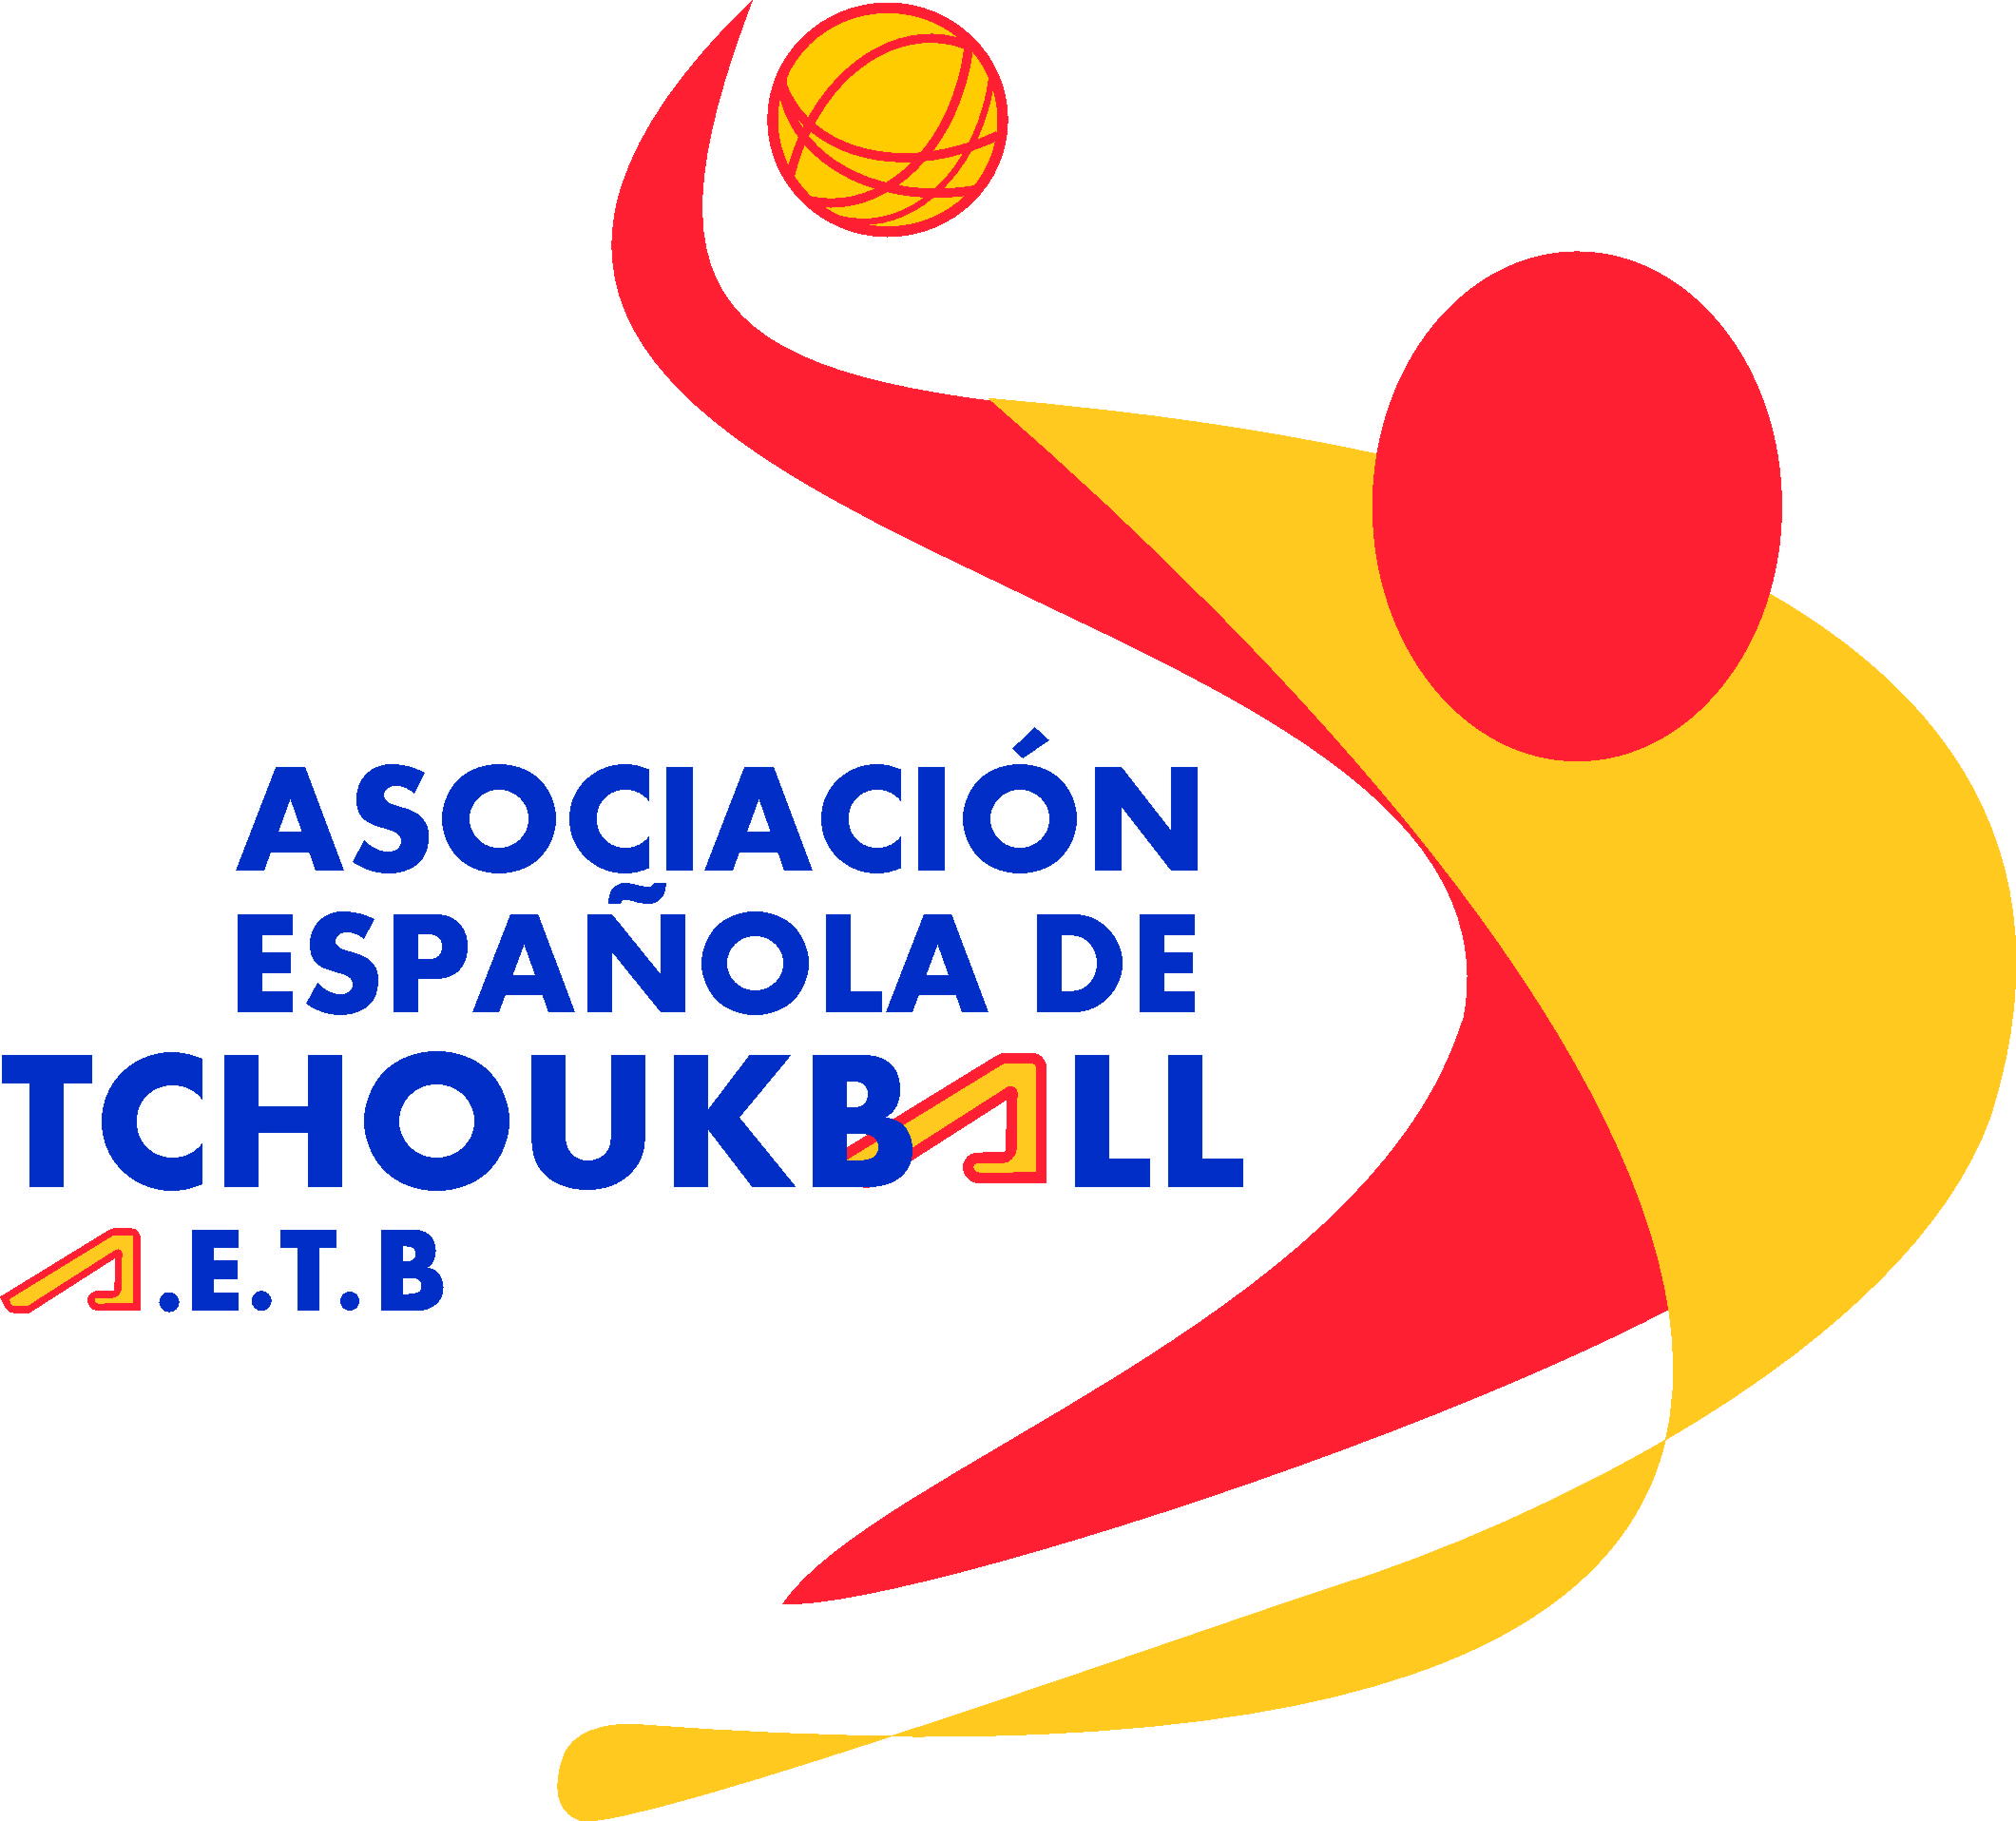 ASOCIACIÓN
ESPAÑOLA DE
TCHOUKBALL
A.E.T.B